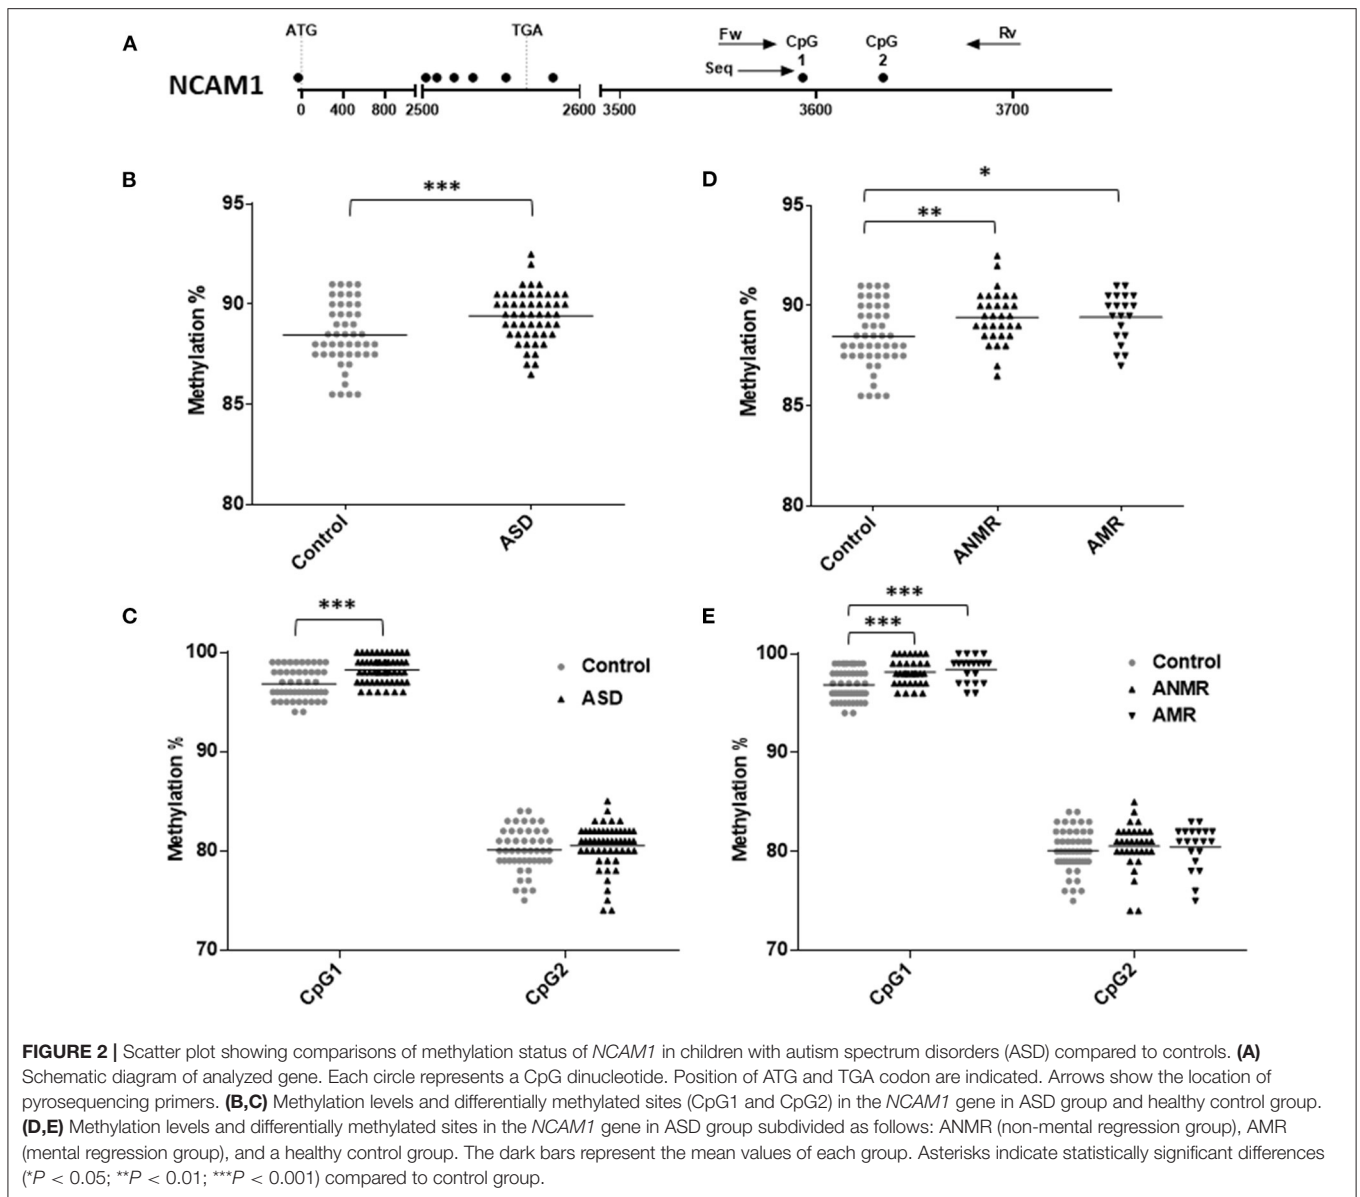 A
ATG
TGA
Fw
CpG
1
CpG
2
Rv
Seq
NCAM1
0 400 800 2500 2600 3500 3600 3700
B
***
95
90
85
80
Methylation %
Control
ASD
D
*
**
95
90
85
80
Methylation %
Control
ANMR
AMR
C
***
100
90
80
70
Methylation %
Control
ASD
CpG1
CpG2
E
***
***
100
90
80
70
Methylation %
Control
ANMR
AMR
CpG1
CpG2
FIGURE 2 | Scatter plot showing comparisons of methylation status of NCAM1 in children with autism spectrum disorders (ASD) compared to controls. (A)
Schematic diagram of analyzed gene. Each circle represents a CpG dinucleotide. Position of ATG and TGA codon are indicated. Arrows show the location of
pyrosequencing primers. (B,C) Methylation levels and differentially methylated sites (CpG1 and CpG2) in the NCAM1 gene in ASD group and healthy control group.
(D,E) Methylation levels and differentially methylated sites in the NCAM1 gene in ASD group subdivided as follows: ANMR (non-mental regression group), AMR
(mental regression group), and a healthy control group. The dark bars represent the mean values of each group. Asterisks indicate statistically significant differences
(*P < 0.05; **P < 0.01; ***P < 0.001) compared to control group.